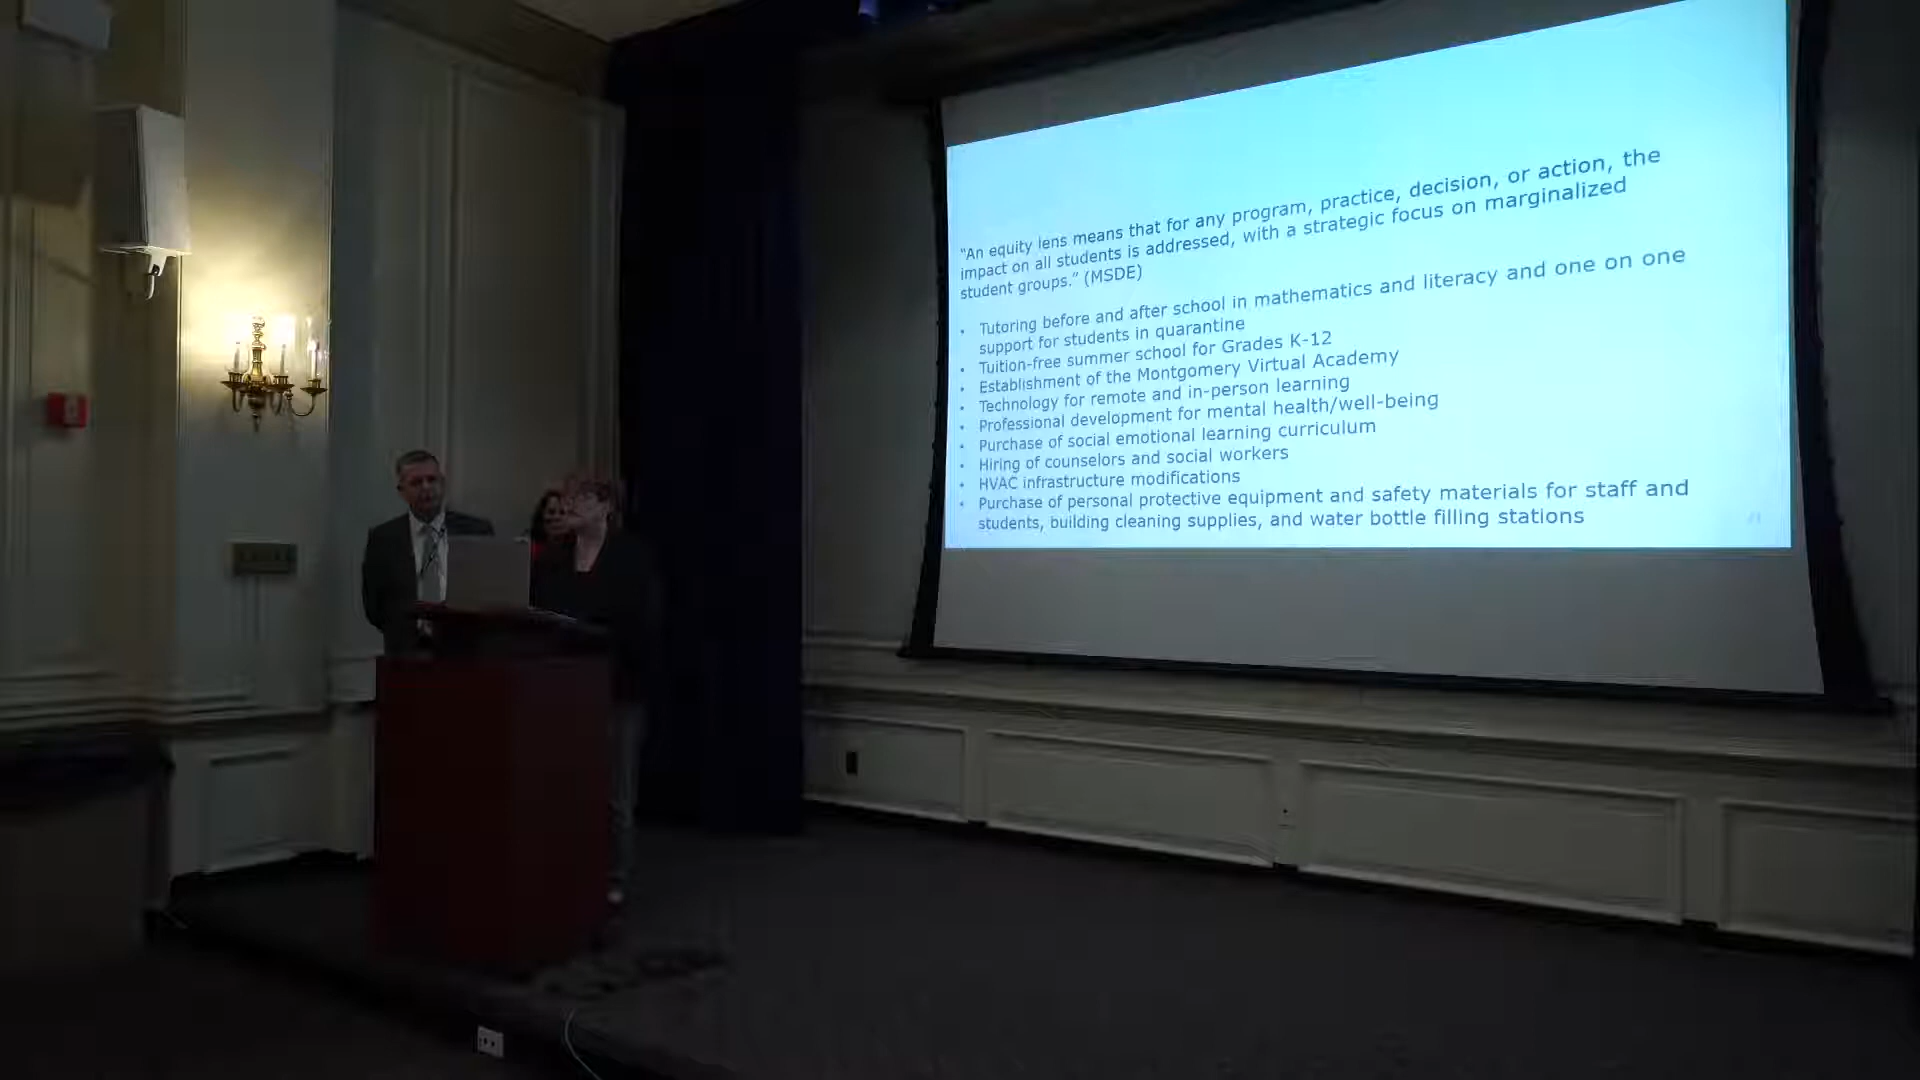 “An equity lens means that for any program, practice, decision, or action, the
impact on all students is addressed, with a strategic focus on marginalized
student groups.” (MSDE)
• Tutoring before and after school in mathematics and literacy and one on one
support for students in quarantine
• Tuition-free summer school for Grades K-12
• Establishment of the Montgomery Virtual Academy
• Technology for remote and in-person learning
• Professional development for mental health/well-being
• Purchase of social emotional learning curriculum
• Hiring of counselors and social workers
• HVAC infrastructure modifications
• Purchase of personal protective equipment and safety materials for staff and
students, building cleaning supplies, and water bottle filling stations